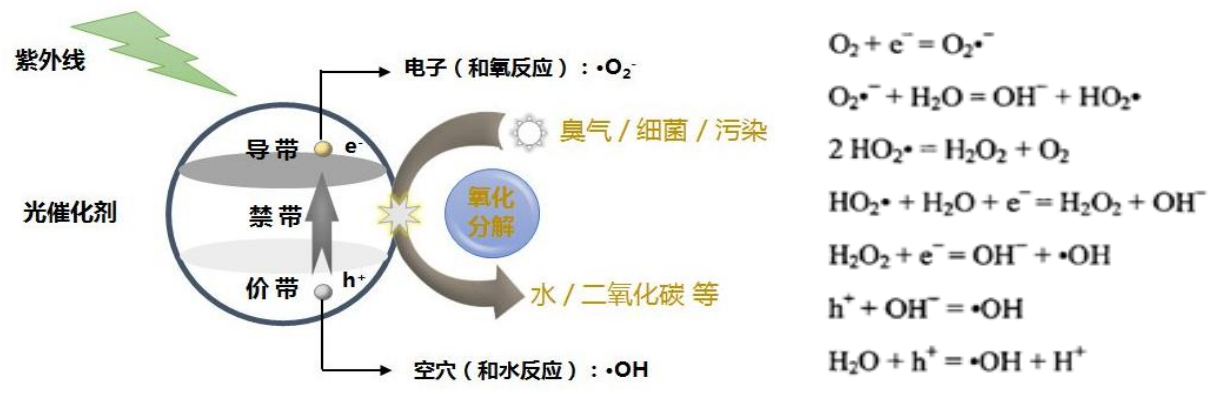 紫外线
电子（和氧反应）：•O₂⁻
臭气 / 细菌 / 污染
导带 e⁻
氧化
分解
光催化剂
禁带
价带 h⁺
水 / 二氧化碳 等
空穴（和水反应）：•OH
O₂ + e⁻ = O₂•⁻
O₂•⁻ + H₂O = OH⁻ + HO₂•
2 HO₂• = H₂O₂ + O₂
HO₂• + H₂O + e⁻ = H₂O₂ + OH⁻
H₂O₂ + e⁻ = OH⁻ + •OH
h⁺ + OH⁻ = •OH
H₂O + h⁺ = •OH + H⁺